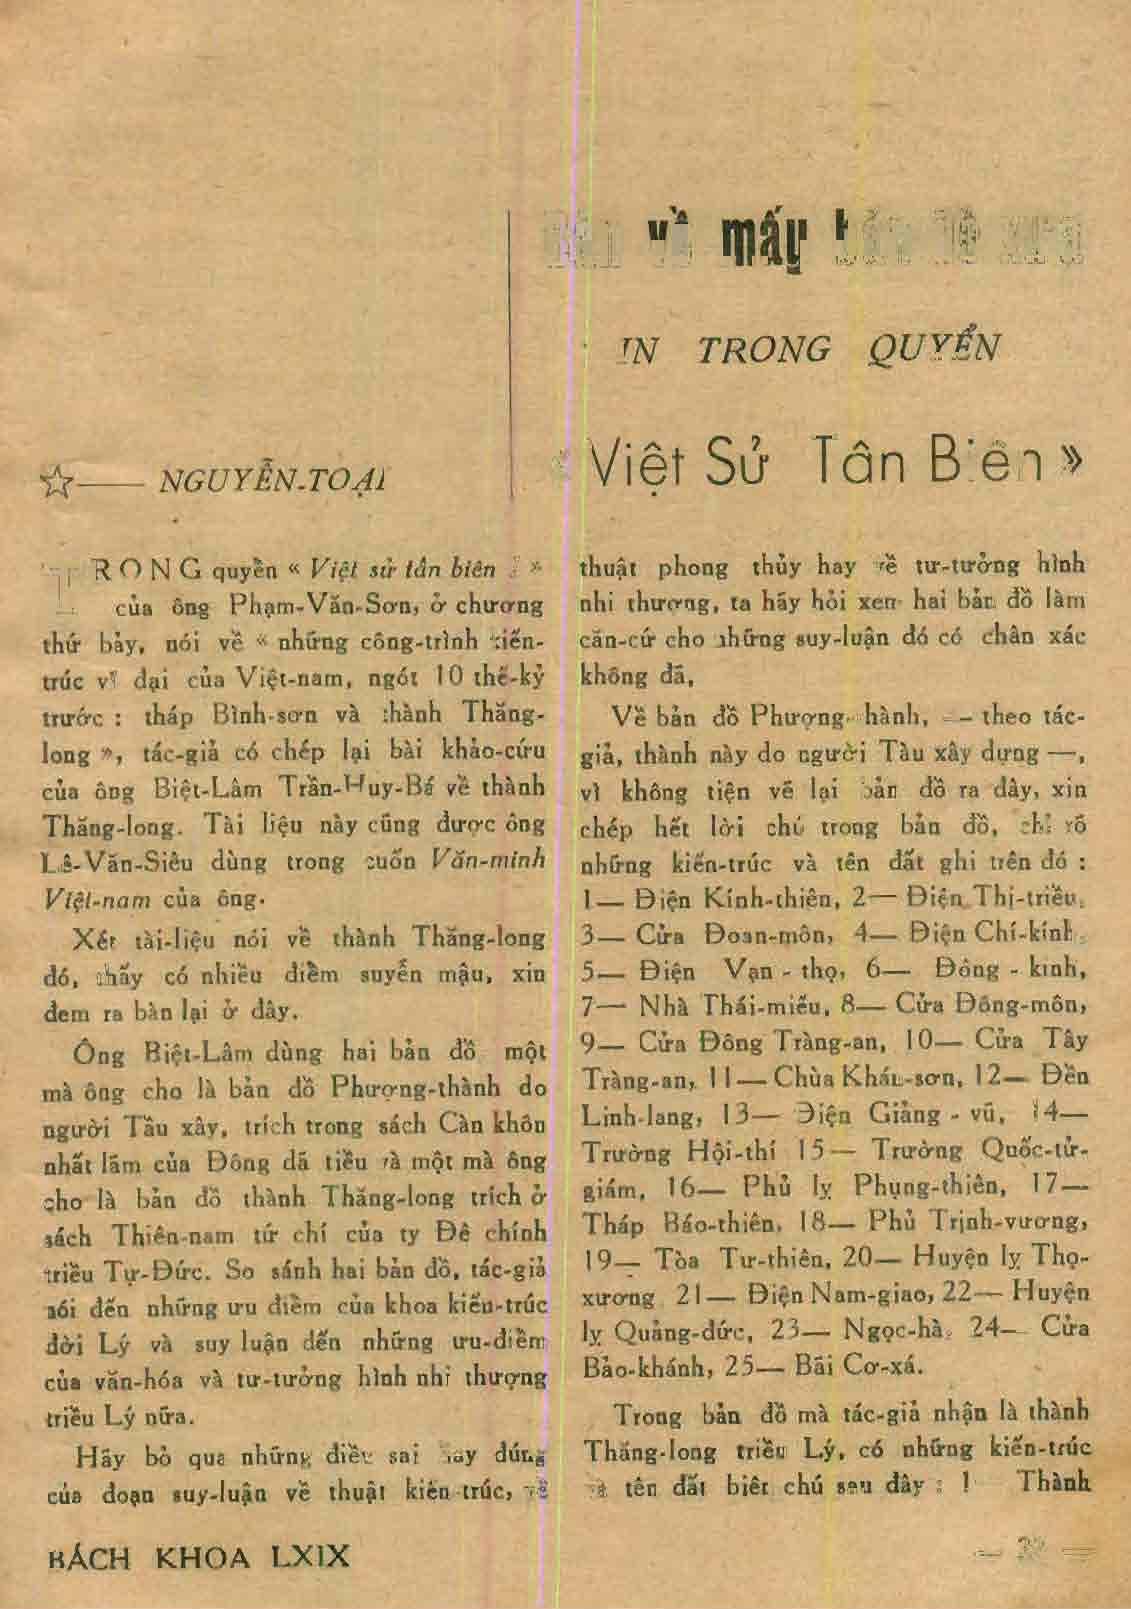 về mấy
IN TRONG QUYỂN
« Việt Sử Tân Biên »
NGUYỄN-TOẠI
TRONG quyển « Việt sử tân biên »
của ông Phạm-Văn-Sơn, ở chương
thứ bảy, nói về « những công-trình kiến-
trúc vĩ đại của Việt-nam, ngót 10 thế-kỷ
trước : tháp Bình-sơn và thành Thăng-
long », tác-giả có chép lại bài khảo-cứu
của ông Biệt-Lâm Trần-Huy-Bá về thành
Thăng-long. Tài liệu này cũng được ông
Lê-Văn-Siêu dùng trong cuốn Văn-minh
Việt-nam của ông.
Xét tài-liệu nói về thành Thăng-long
đó, thấy có nhiều điểm suyễn mậu, xin
đem ra bàn lại ở đây.
Ông Biệt-Lâm dùng hai bản đồ một
mà ông cho là bản đồ Phượng-thành do
người Tầu xây, trích trong sách Càn khôn
nhất lãm của Đông dã tiều và một mà ông
cho là bản đồ thành Thăng-long trích ở
sách Thiên-nam tứ chí của ty Đê chính
triều Tự-Đức. So sánh hai bản đồ, tác-giả
nói đến những ưu điểm của khoa kiến-trúc
đời Lý và suy luận đến những ưu-điểm
của văn-hóa và tư-tưởng hình nhi thượng
triều Lý nữa.
Hãy bỏ qua những điều sai hay đúng
của đoạn suy-luận về thuật kiến-trúc, về
thuật phong thủy hay về tư-tưởng hình
nhi thượng, ta hãy hỏi xem hai bản đồ làm
căn-cứ cho những suy-luận đó có chân xác
không đã.
Về bản đồ Phượng-thành, — theo tác-
giả, thành này do người Tàu xây dựng —,
vì không tiện vẽ lại bản đồ ra đây, xin
chép hết lời chú trong bản đồ, chỉ rõ
những kiến-trúc và tên đất ghi trên đó :
1— Điện Kính-thiên, 2— Điện Thị-triều,
3— Cửa Đoan-môn, 4— Điện Chí-kính,
5— Điện Vạn - thọ, 6— Đông - kinh,
7— Nhà Thái-miếu, 8— Cửa Đông-môn,
9— Cửa Đông Tràng-an, 10— Cửa Tây
Tràng-an, 11— Chùa Khán-sơn, 12— Đền
Linh-lang, 13— Điện Giảng - vũ, 14—
Trường Hội-thí 15— Trường Quốc-tử-
giám, 16— Phủ lỵ Phụng-thiên, 17—
Tháp Báo-thiên, 18— Phủ Trịnh-vương,
19— Tòa Tư-thiên, 20— Huyện lỵ Thọ-
xương 21— Điện Nam-giao, 22— Huyện
lỵ Quảng-đức, 23— Ngọc-hà, 24— Cửa
Bảo-khánh, 25— Bãi Cơ-xá.
Trong bản đồ mà tác-giả nhận là thành
Thăng-long triều Lý, có những kiến-trúc
và tên đất biệt chú sau đây : 1 Thành
BÁCH KHOA LXIX